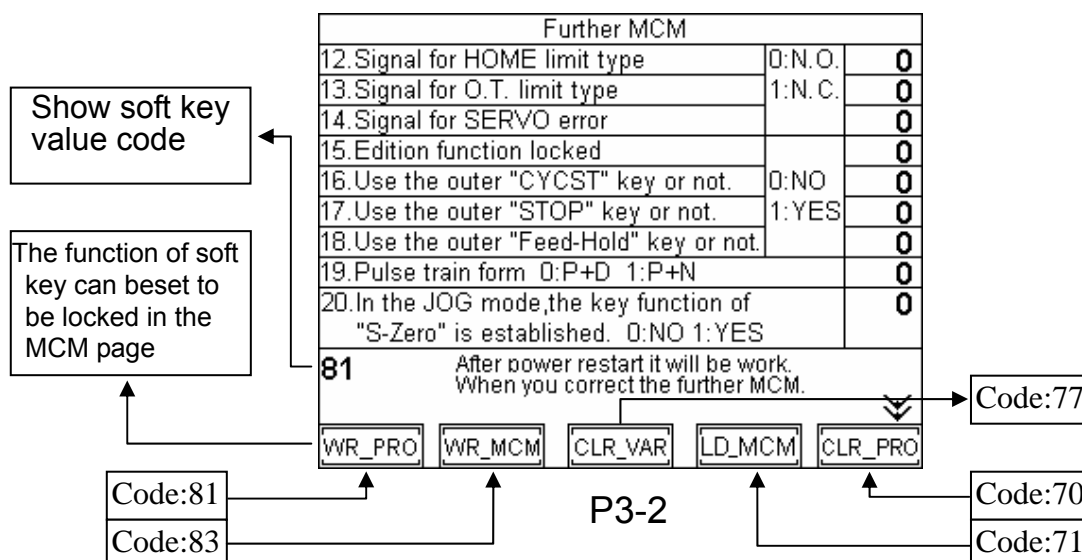 Further MCM
12.Signal for HOME limit type 0:N.O. 0
13.Signal for O.T. limit type 1:N.C. 0
14.Signal for SERVO error 0
15.Edition function locked 0
16.Use the outer "CYCST" key or not. 0:NO 0
17.Use the outer "STOP" key or not. 1:YES 0
18.Use the outer "Feed-Hold" key or not. 0
19.Pulse train form 0:P+D 1:P+N 0
20.In the JOG mode,the key function of 0
"S-Zero" is established. 0:NO 1:YES
81 After power restart it will be work.
When you correct the further MCM.
WR_PRO WR_MCM CLR_VAR LD_MCM CLR_PRO
Show soft key
value code
The function of soft
key can beset to
be locked in the
MCM page
Code:77
Code:81
Code:83
P3-2
Code:70
Code:71